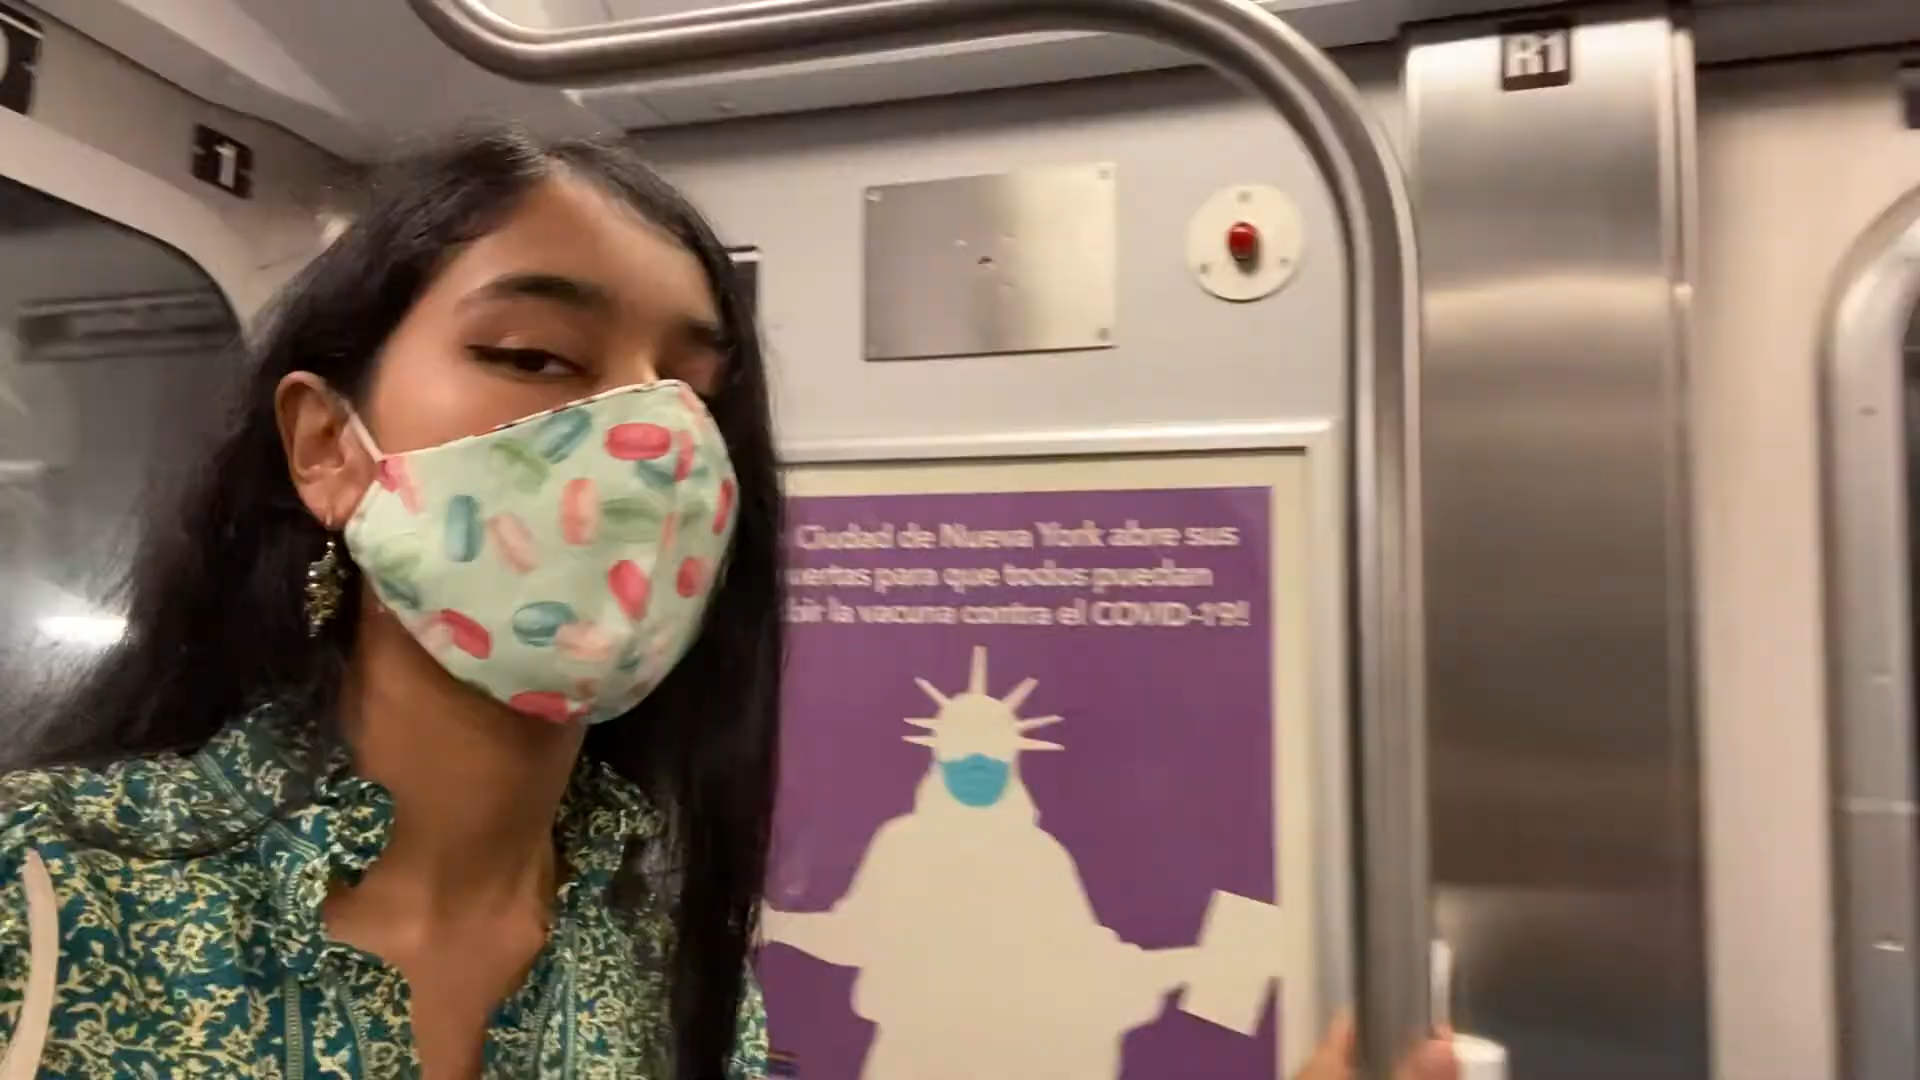 1
R1
Ciudad de Nueva York abre sus
uertas para que todos puedan
bir la vacuna contra el COVID-19!